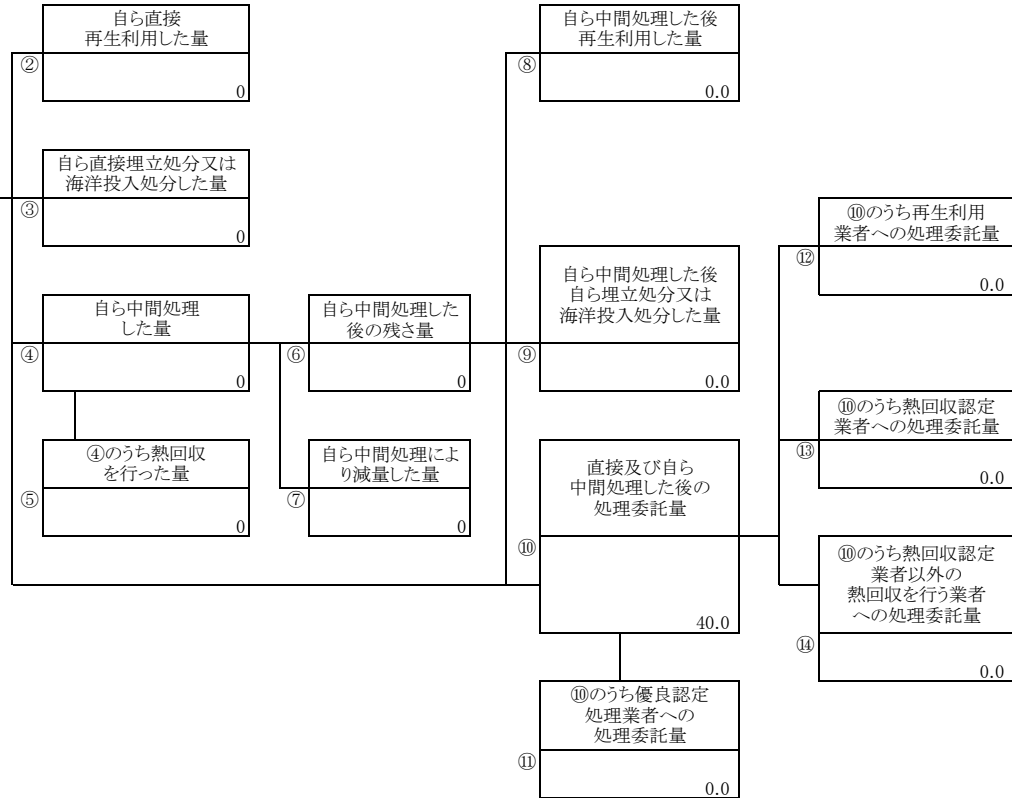 自ら直接
再生利用した量
②
0
自ら直接埋立処分又は
海洋投入処分した量
③
0
自ら中間処理
した量
④
0
④のうち熱回収
を行った量
⑤
0
自ら中間処理した
後の残さ量
⑥
0
自ら中間処理によ
り減量した量
⑦
0
自ら中間処理した後
再生利用した量
⑧
0.0
自ら中間処理した後
自ら埋立処分又は
海洋投入処分した量
⑨
0.0
直接及び自ら
中間処理した後の
処理委託量
⑩
40.0
⑩のうち優良認定
処理業者への
処理委託量
⑪
0.0
⑩のうち再生利用
業者への処理委託量
⑫
0.0
⑩のうち熱回収認定
業者への処理委託量
⑬
0.0
⑩のうち熱回収認定
業者以外の
熱回収を行う業者
への処理委託量
⑭
0.0